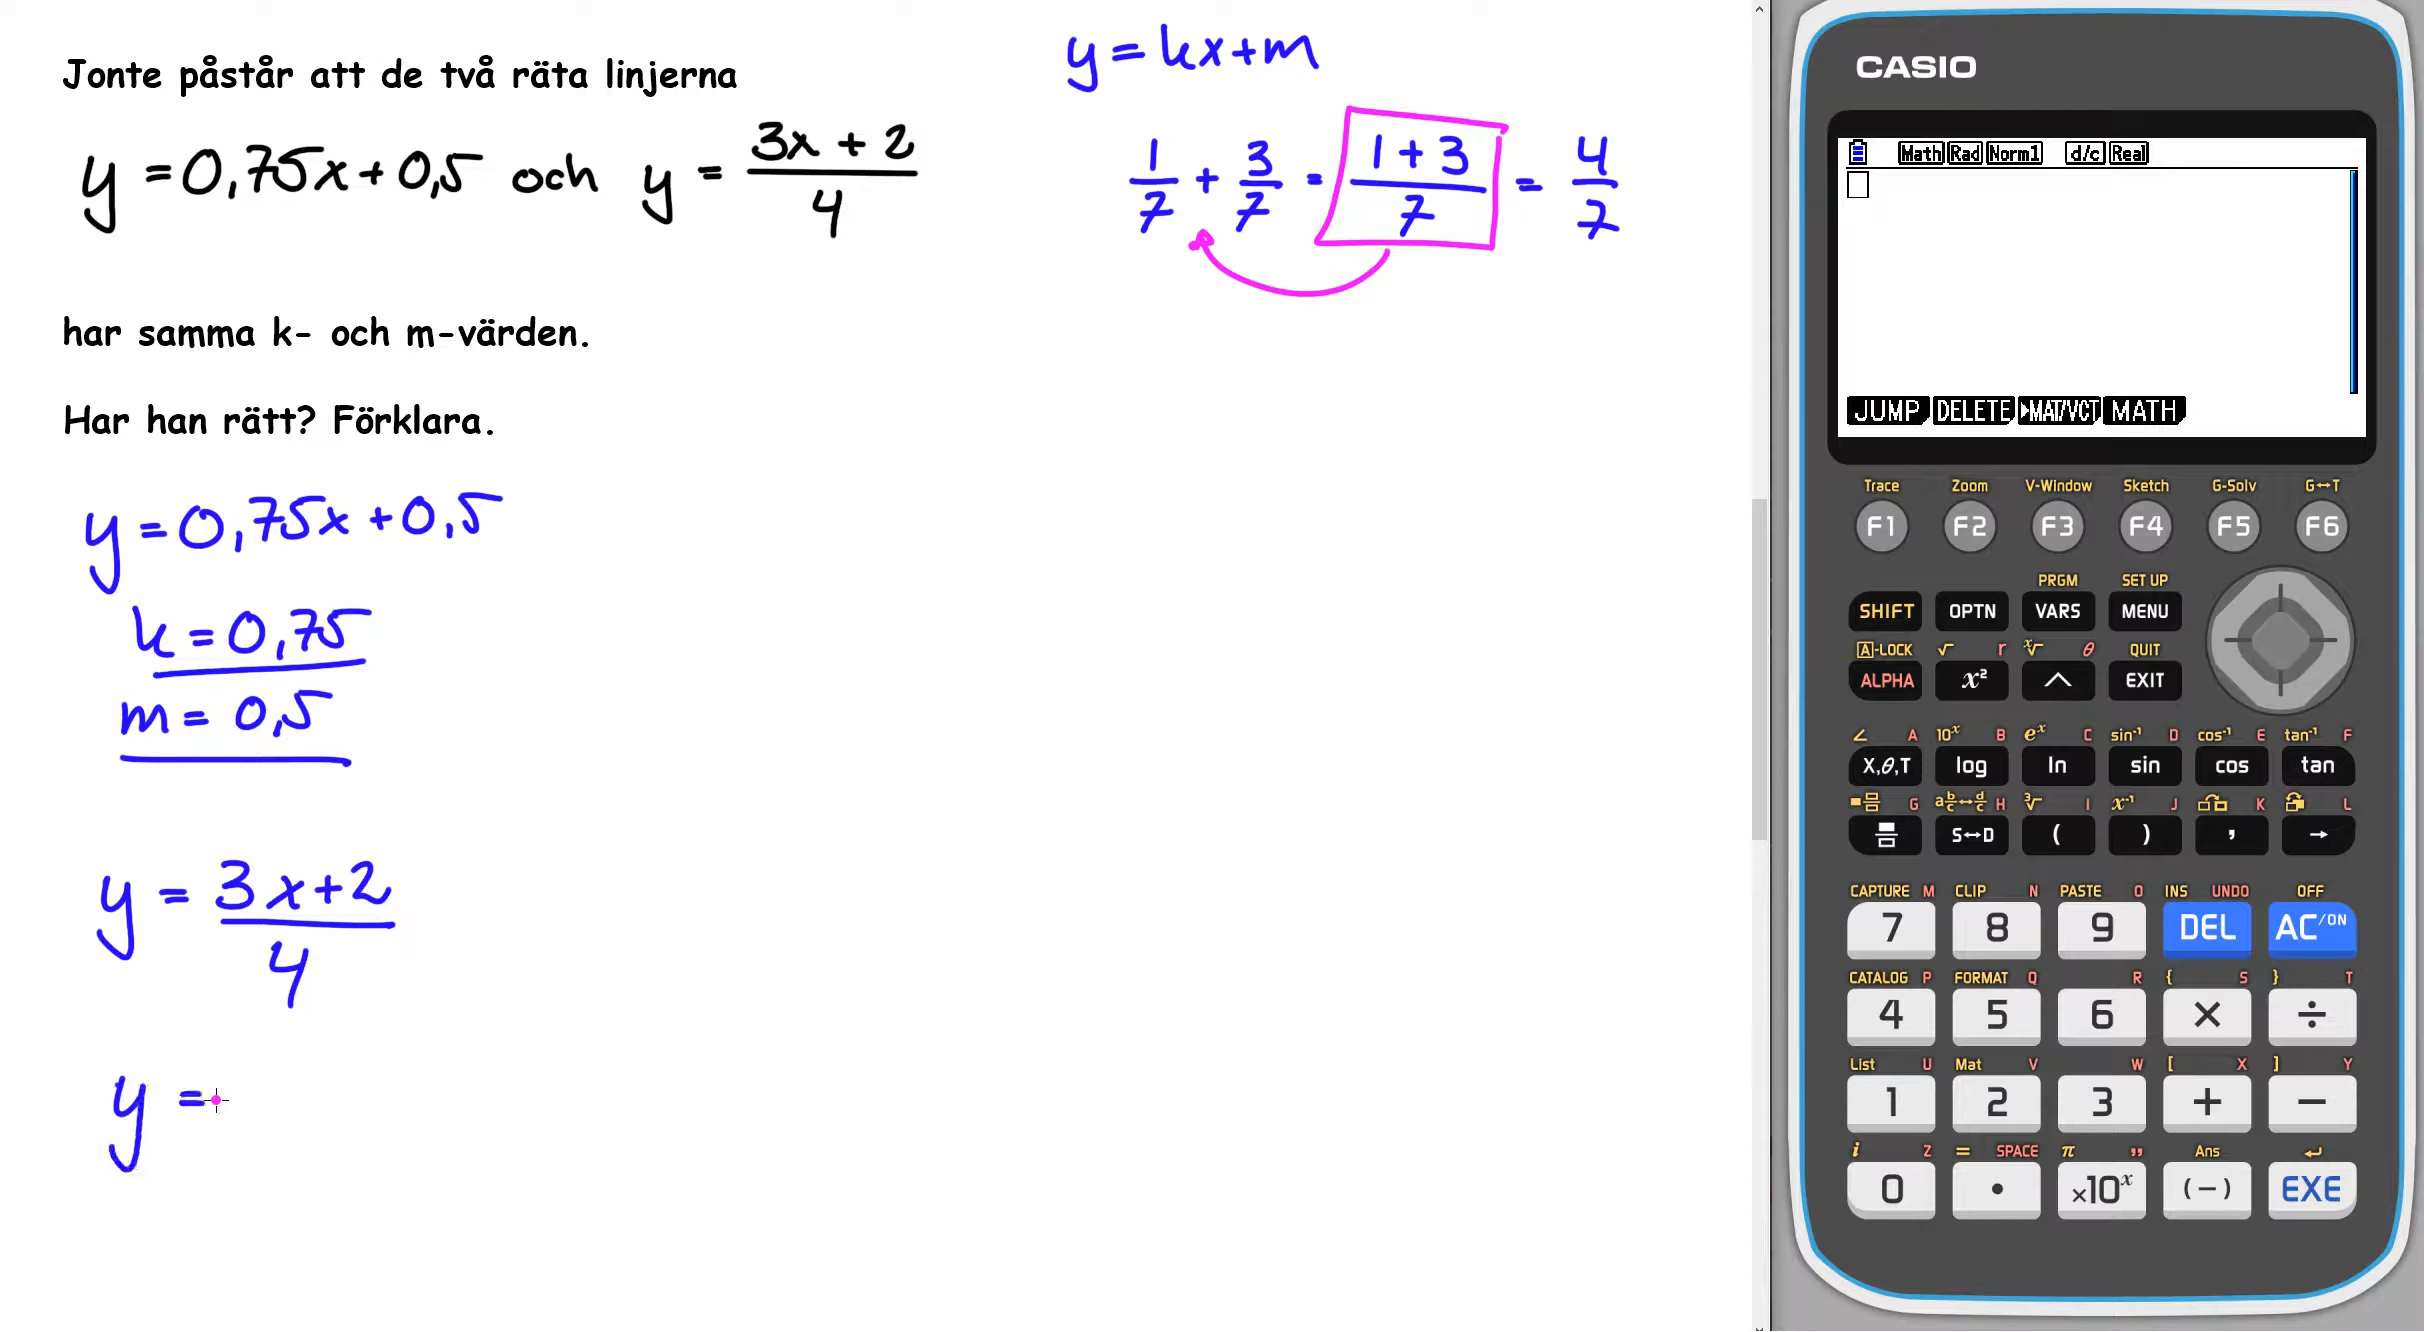 Jonte påstår att de två räta linjerna
y = 0,75x + 0,5 och y = (3x + 2)/4
har samma k- och m-värden.
Har han rätt? Förklara.
y = 0,75x + 0,5
k = 0,75
m = 0,5
y = (3x + 2)/4
y =
y = kx + m
1/7 + 3/7 = (1 + 3)/7 = 4/7
CASIO
Math Rad Norm1 d/c Real
JUMP DELETE ▶MAT/VCT MATH
Trace Zoom V-Window Sketch G-Solv G↔T
F1 F2 F3 F4 F5 F6
PRGM SET UP
SHIFT OPTN VARS MENU
A-LOCK √ r ˣ√ θ QUIT
ALPHA x² ^ EXIT
∠ A 10ˣ B eˣ C sin⁻¹ D cos⁻¹ E tan⁻¹ F
X,θ,T log ln sin cos tan
G a b/c ↔ d/c H ³√ I x⁻¹ J K L
S↔D ( ) , →
CAPTURE M CLIP N PASTE O INS UNDO OFF
7 8 9 DEL AC/ON
CATALOG P FORMAT Q R { S } T
4 5 6 × ÷
List U Mat V W [ X ] Y
1 2 3 + −
i Z = SPACE π " Ans ↵
0 • ×10ˣ (−) EXE